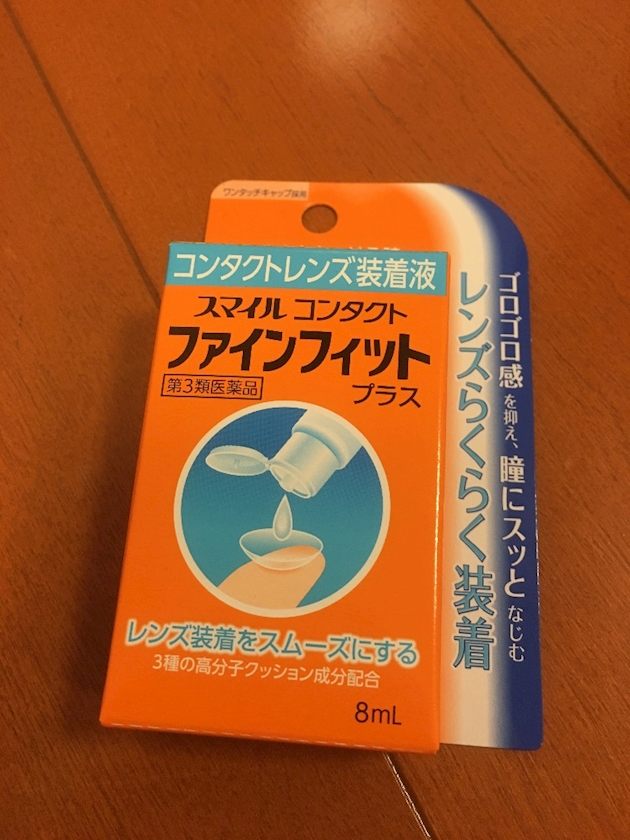 ワンタッチキャップ採用
コンタクトレンズ装着液
スマイル コンタクト
ファインフィット
プラス
第3類医薬品
レンズ装着をスムーズにする
3種の高分子クッション成分配合
8mL
ゴロゴロ感を抑え、瞳にスッとなじむ
レンズらくらく装着